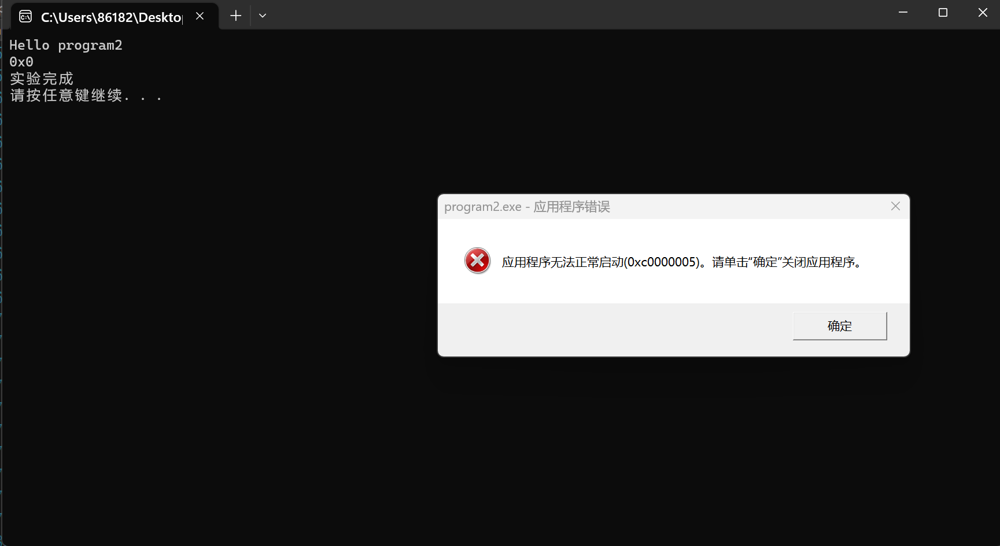 C:\Users\86182\Deskto
Hello program2
0x0
实验完成
请按任意键继续. . .
program2.exe - 应用程序错误
应用程序无法正常启动(0xc0000005)。请单击“确定”关闭应用程序。
确定